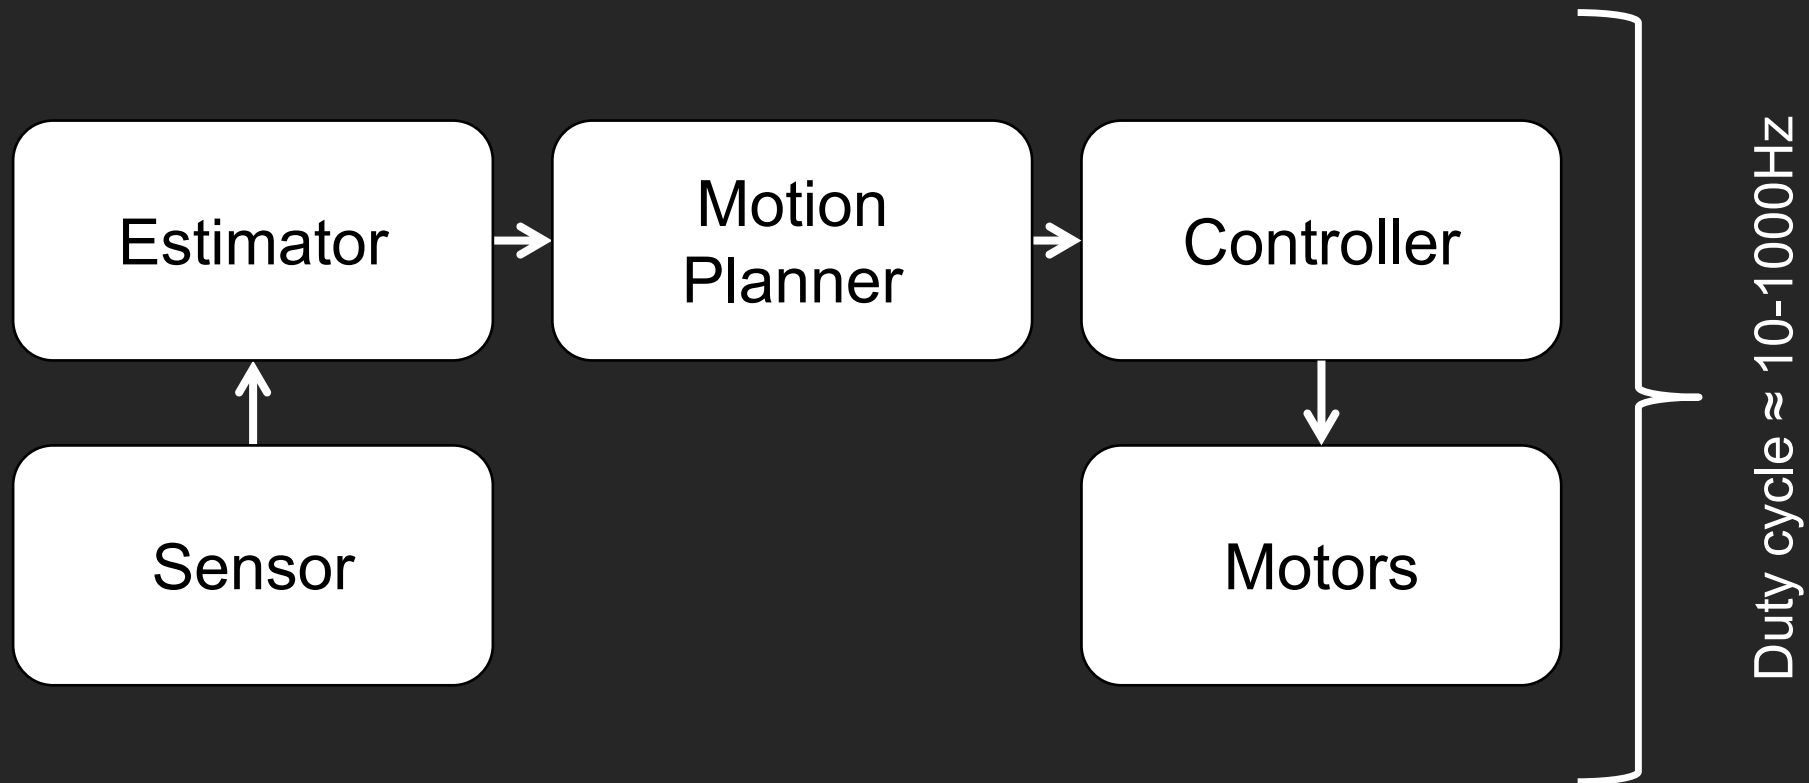 Estimator
Motion
Planner
Controller
Sensor
Motors
Duty cycle ≈ 10-1000Hz